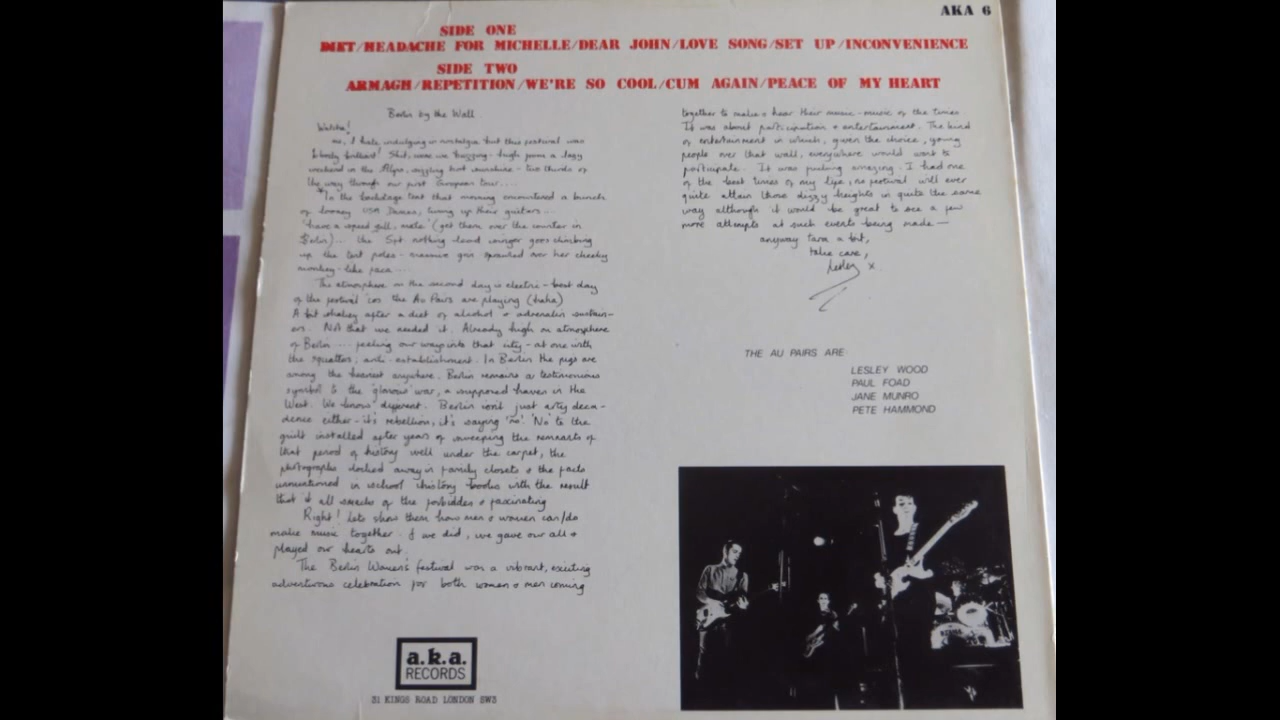 AKA 6
SIDE ONE
DIET/HEADACHE FOR MICHELLE/DEAR JOHN/LOVE SONG/SET UP/INCONVENIENCE
SIDE TWO
ARMAGH/REPETITION/WE'RE SO COOL/CUM AGAIN/PEACE OF MY HEART
Berlin by the Wall.
Watcha!
no, I hate indulging in nostalgia but this festival was
bloody brilliant! Shit, were we buzzing - high from a lazy
weekend in the Alps, sizzling hot sunshine - two thirds of
the way through our first European tour....
In the backstage tent that morning encountered a bunch
of looney USA Dames, tuning up their guitars...
'have a speed pill, mate' (get them over the counter in
Berlin)... the 5pt nothing lead singer goes climbing
up the tent poles - massive grin sprawled over her cheeky
monkey-like face....
The atmosphere on the second day is electric - best day
of the festival 'cos the Au Pairs are playing (haha)
A bit shakey after a diet of alcohol & adrenalin sustain-
ers. Not that we needed it. Already high on atmosphere
of Berlin .... feeling our way into that city - at one with
the squatters, anti-establishment. In Berlin the pigs are
among the heaviest anywhere. Berlin remains a testimonious
symbol to the 'glorious' war, a supposed haven in the
West. We know different. Berlin isn't just arty deca-
dence either - it's rebellion, it's saying 'no'. 'No' to the
guilt installed after years of sweeping the remnants of
that period of history well under the carpet, the
photographs locked away in family closets & the facts
unmentioned in school history books with the result
that it all smacks of the forbidden & fascinating
Right! lets show them how men & women can/do
make music together. & we did, we gave our all &
played our hearts out.
The Berlin Women's festival was a vibrant, exciting
adventurous celebration for both women & men coming
together to make & hear their music - music of the times
It was about participation & entertainment. The kind
of entertainment in which, given the choice, young
people over that wall, everywhere would want to
participate. It was fucking amazing. I had one
of the best times of my life, no festival will ever
quite attain those dizzy heights in quite the same
way although it would be great to see a few
more attempts at such events being made —
anyway tara a bit,
take care,
Lesley x.
THE AU PAIRS ARE:
LESLEY WOOD
PAUL FOAD
JANE MUNRO
PETE HAMMOND
a.k.a.
RECORDS
31 KINGS ROAD LONDON SW3